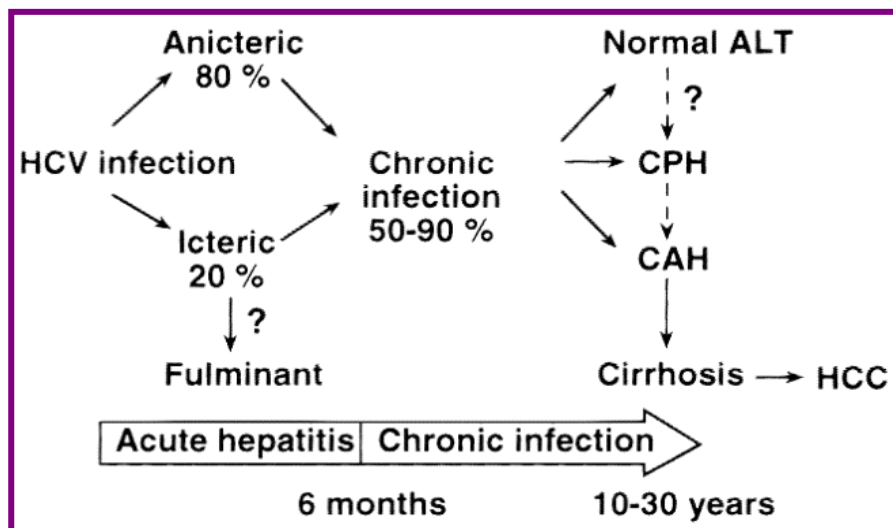 Anicteric
80 %
Normal ALT
?
HCV infection
Chronic
infection
50-90 %
CPH
Icteric
20 %
CAH
?
Fulminant
Cirrhosis
HCC
Acute hepatitis
Chronic infection
6 months
10-30 years